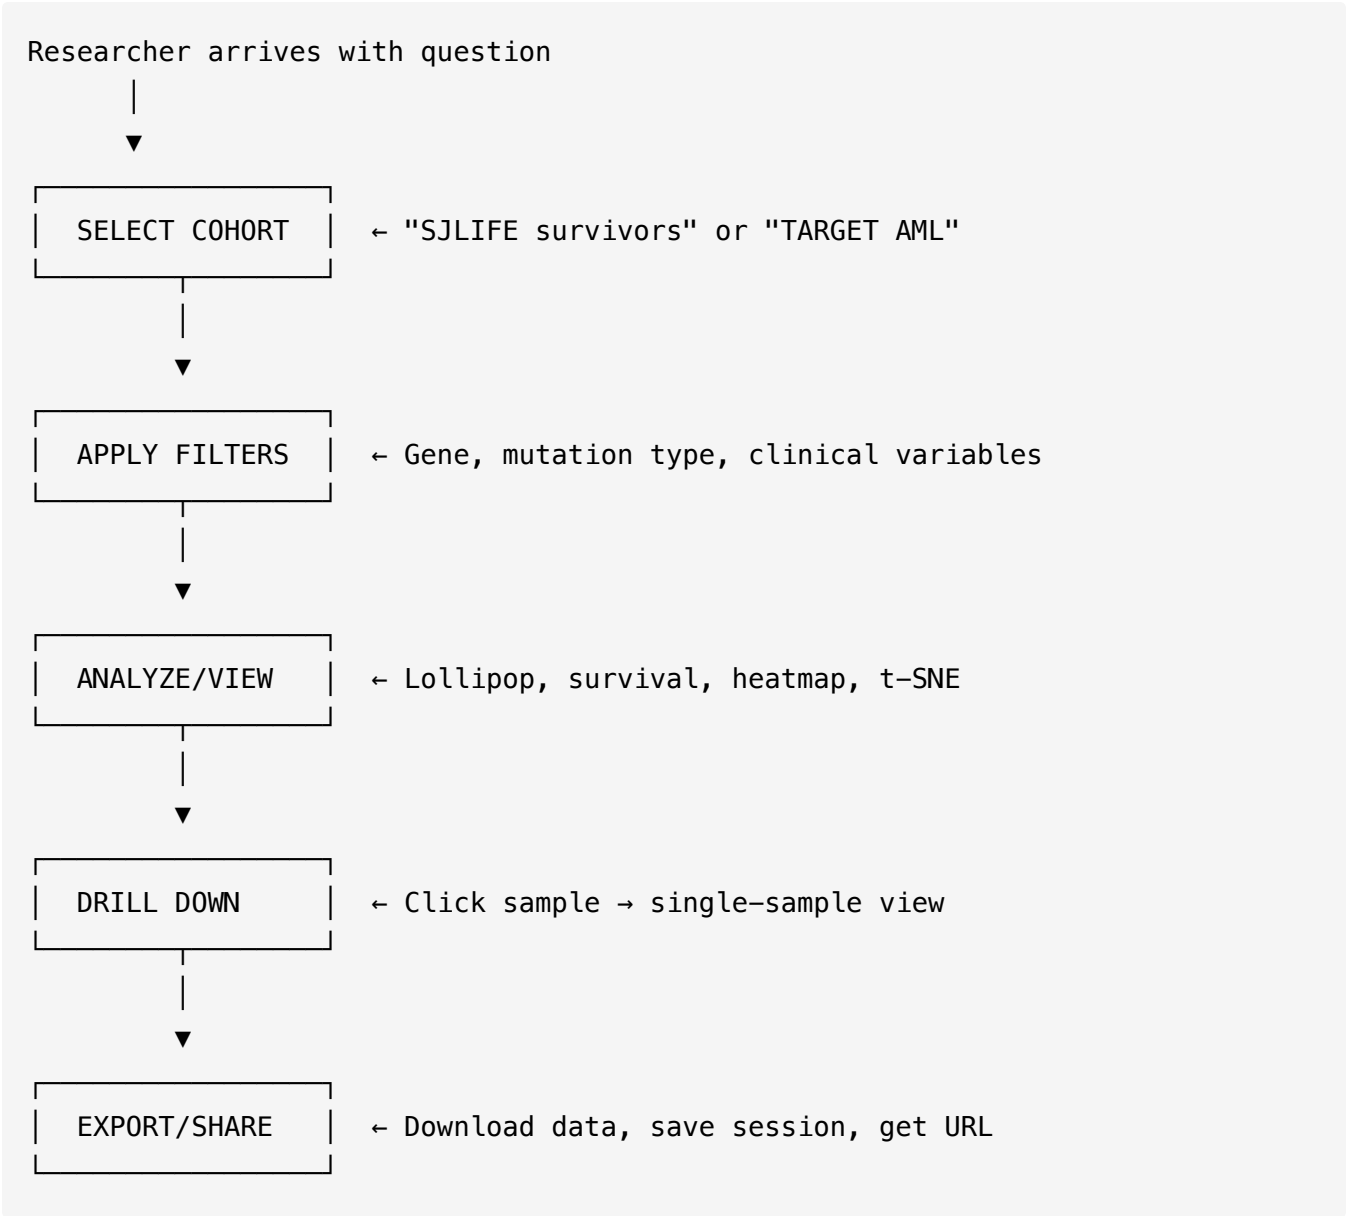 Researcher arrives with question
SELECT COHORT ← "SJLIFE survivors" or "TARGET AML"
APPLY FILTERS ← Gene, mutation type, clinical variables
ANALYZE/VIEW ← Lollipop, survival, heatmap, t-SNE
DRILL DOWN ← Click sample → single-sample view
EXPORT/SHARE ← Download data, save session, get URL